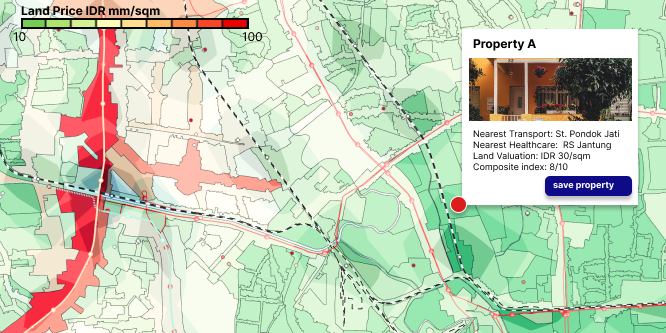 Land Price IDR mm/sqm
10 100
Property A
Nearest Transport: St. Pondok Jati
Nearest Healthcare: RS Jantung
Land Valuation: IDR 30/sqm
Composite index: 8/10
save property